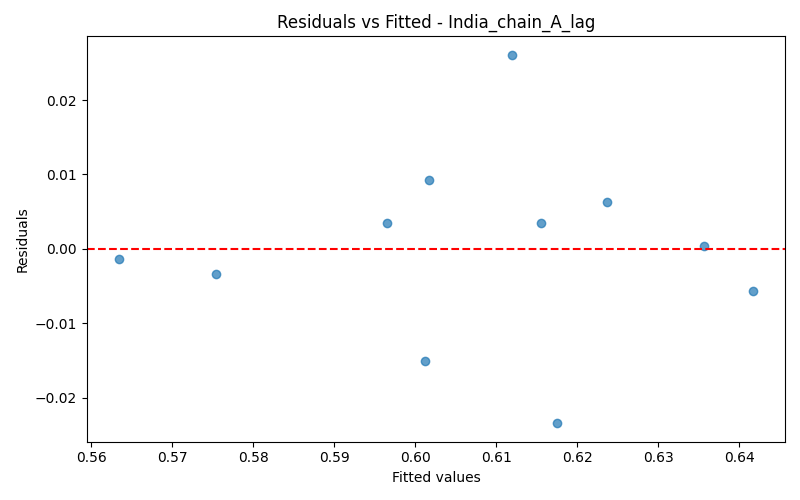 Residuals vs Fitted - India_chain_A_lag
Residuals
0.02
0.01
0.00
−0.01
−0.02
0.56 0.57 0.58 0.59 0.60 0.61 0.62 0.63 0.64
Fitted values